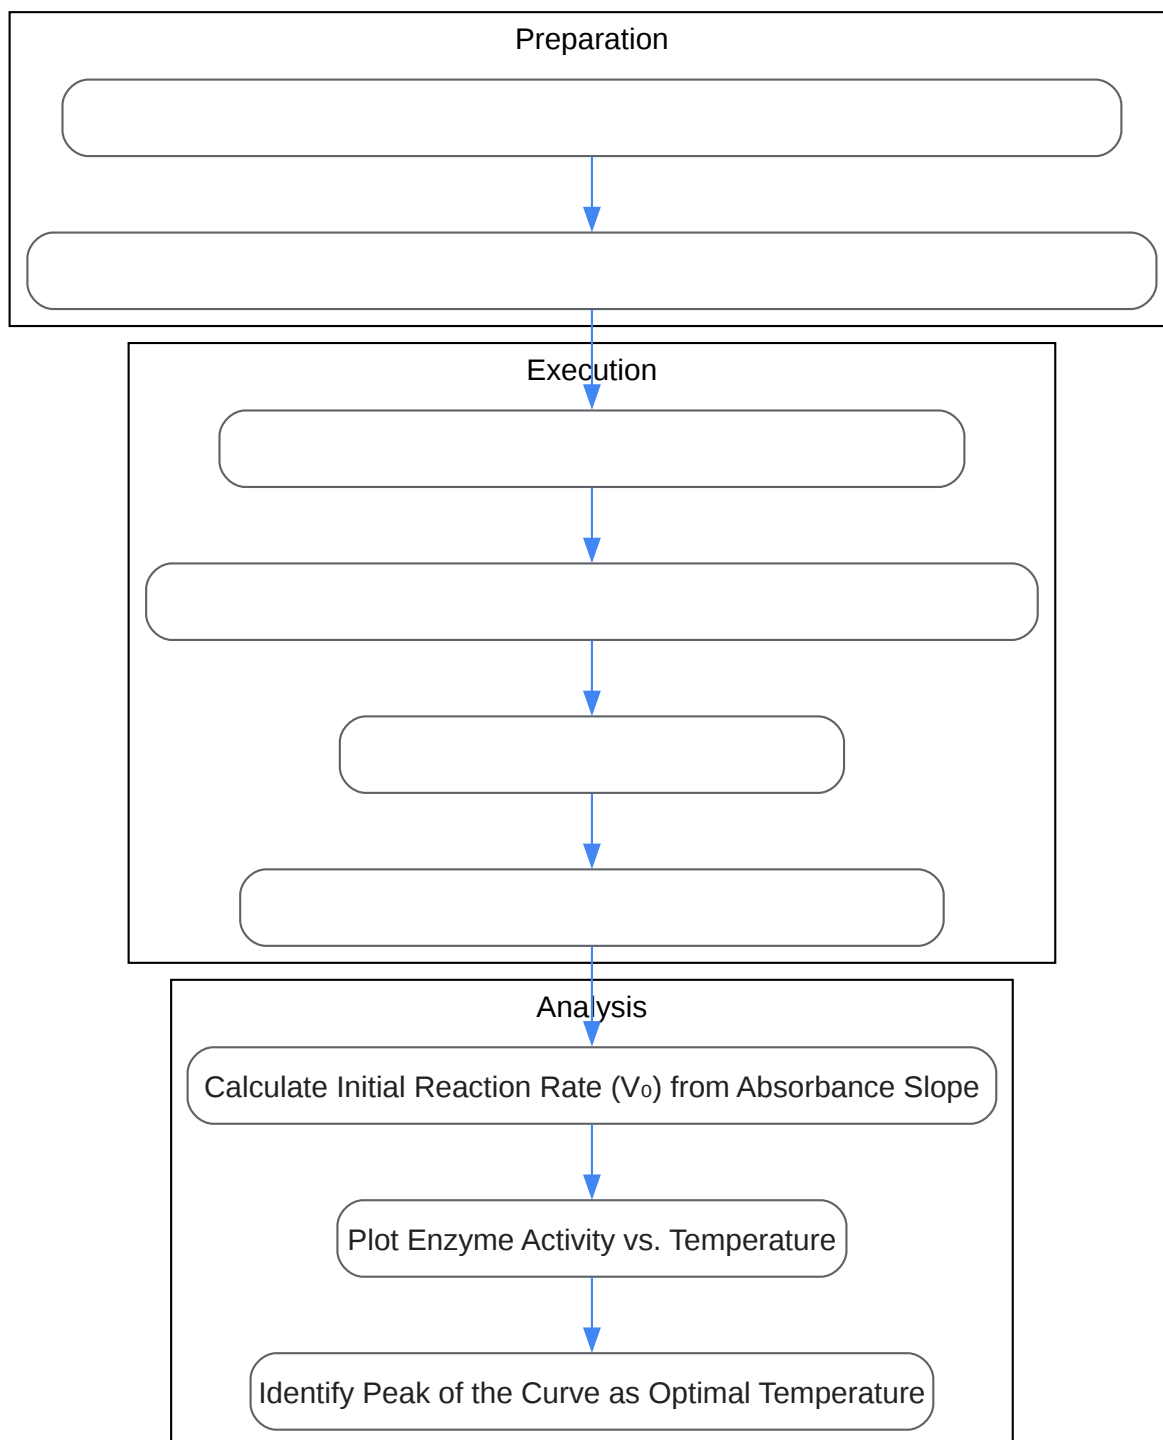 Preparation
Execution
Analysis
Calculate Initial Reaction Rate (V₀) from Absorbance Slope
Plot Enzyme Activity vs. Temperature
Identify Peak of the Curve as Optimal Temperature